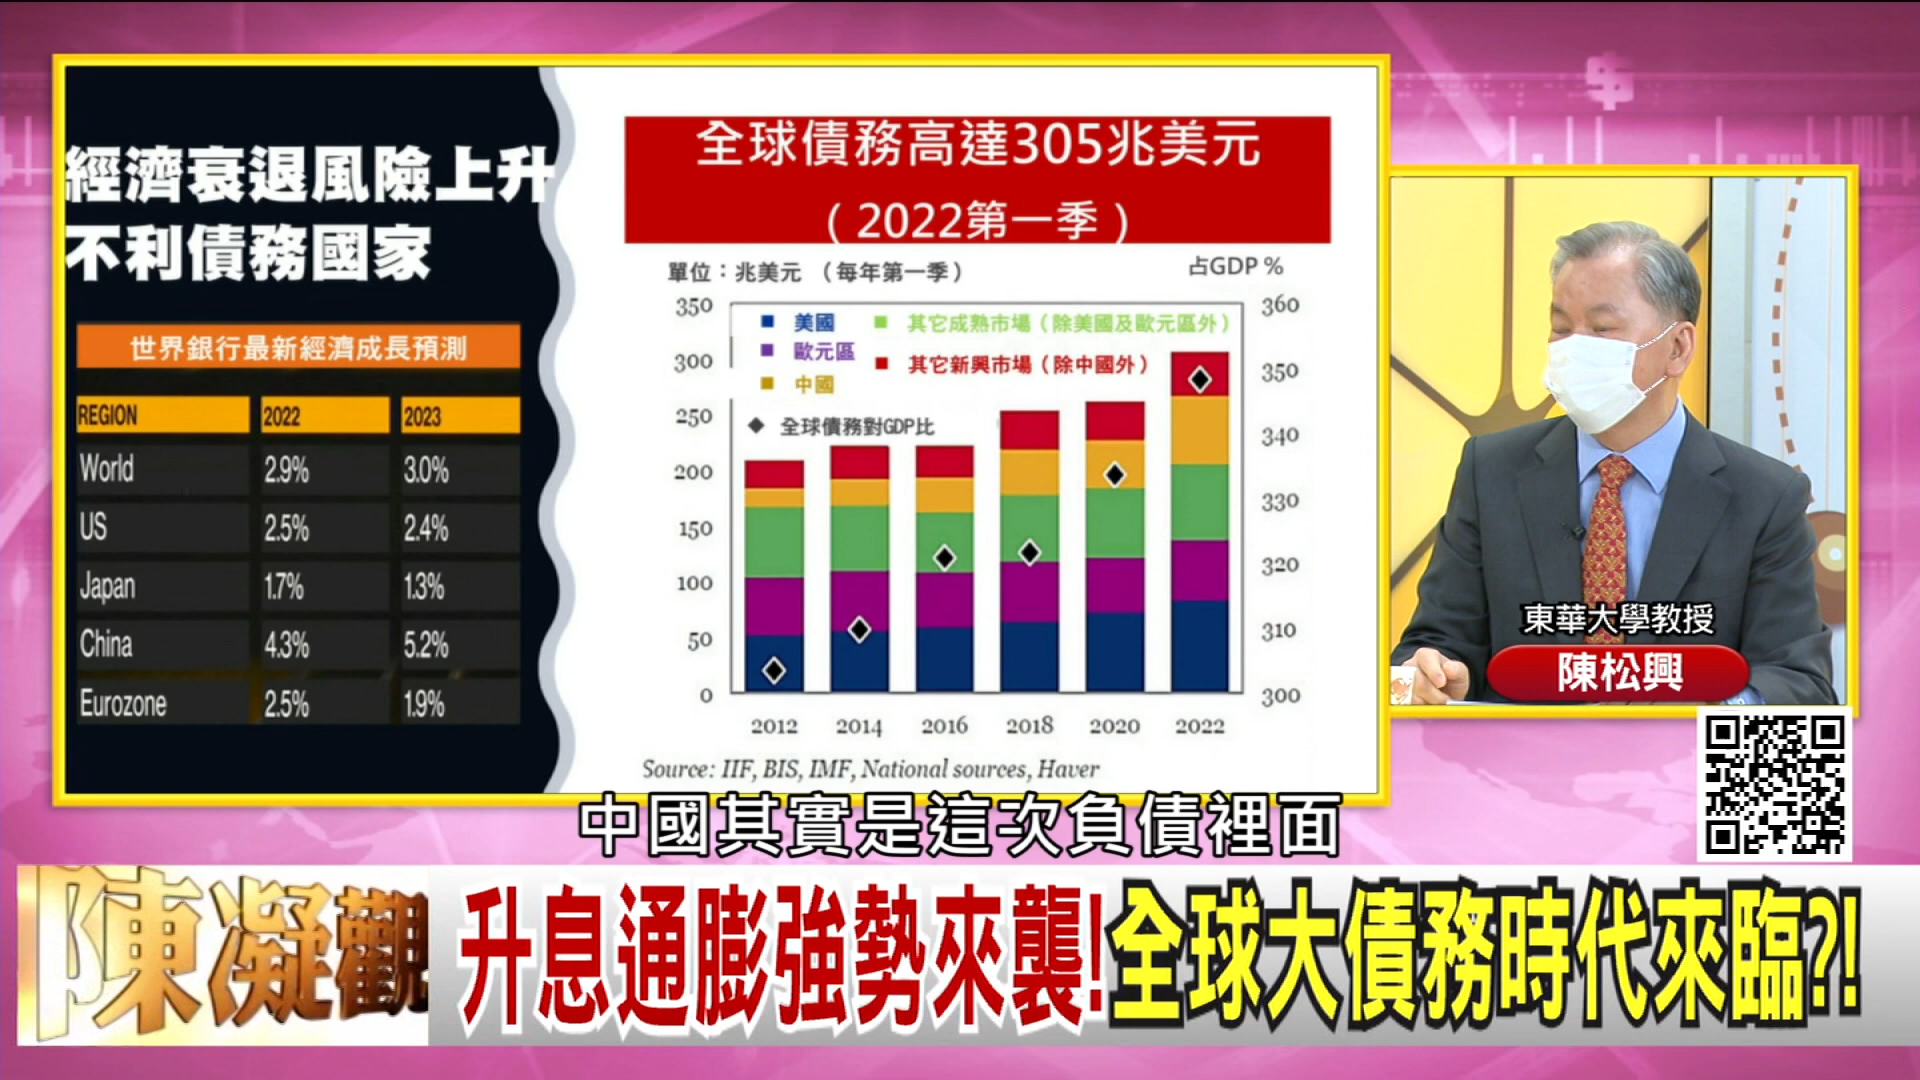 經濟衰退風險上升
不利債務國家
世界銀行最新經濟成長預測
REGION 2022 2023
World 2.9% 3.0%
US 2.5% 2.4%
Japan 1.7% 1.3%
China 4.3% 5.2%
Eurozone 2.5% 1.9%
全球債務高達305兆美元
(2022第一季)
單位：兆美元 (每年第一季)
占GDP %
350
300
250
200
150
100
50
0
美國
歐元區
中國
其它成熟市場(除美國及歐元區外)
其它新興市場(除中國外)
全球債務對GDP比
360
350
340
330
320
310
300
2012 2014 2016 2018 2020 2022
Source: IIF, BIS, IMF, National sources, Haver
東華大學教授
陳松興
中國其實是這次負債裡面
陳凝觀
升息通膨強勢來襲!全球大債務時代來臨?!